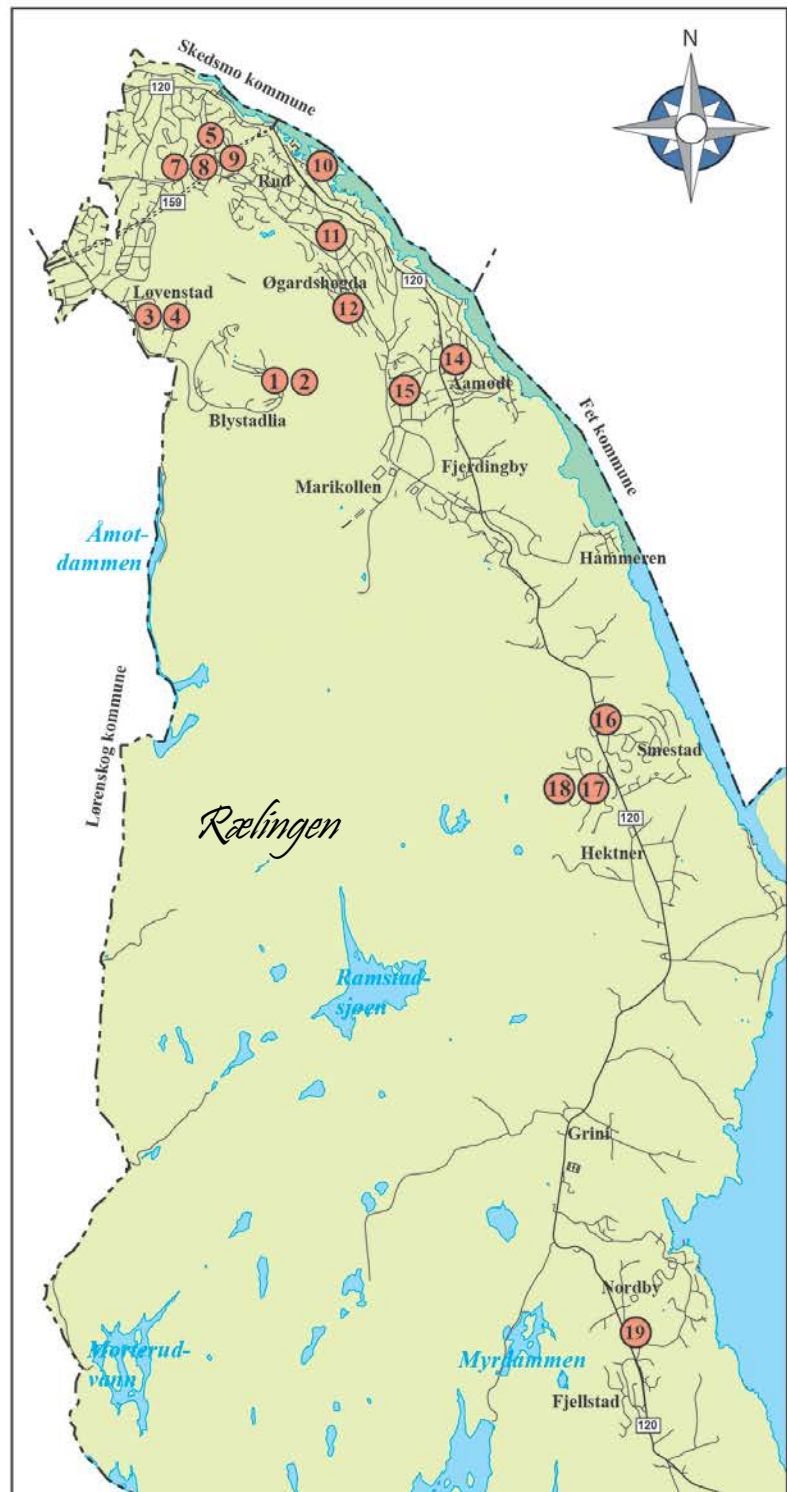 N
Skedsmo kommune
120
5
7
8
9
10
Rud
159
11
Øgardshøgda
120
Løvenstad
3
4
12
14
Åamodt
1
2
15
Blystadlia
Fet kommune
Fjerdingby
Marikollen
Åmot-
dammen
Hammeren
Lørenskog kommune
16
Smestad
18
17
Rælingen
120
Hektner
Ramstad-
sjøen
Grini
Nordby
19
Morterud-
vann
Myrdammen
Fjellstad
120